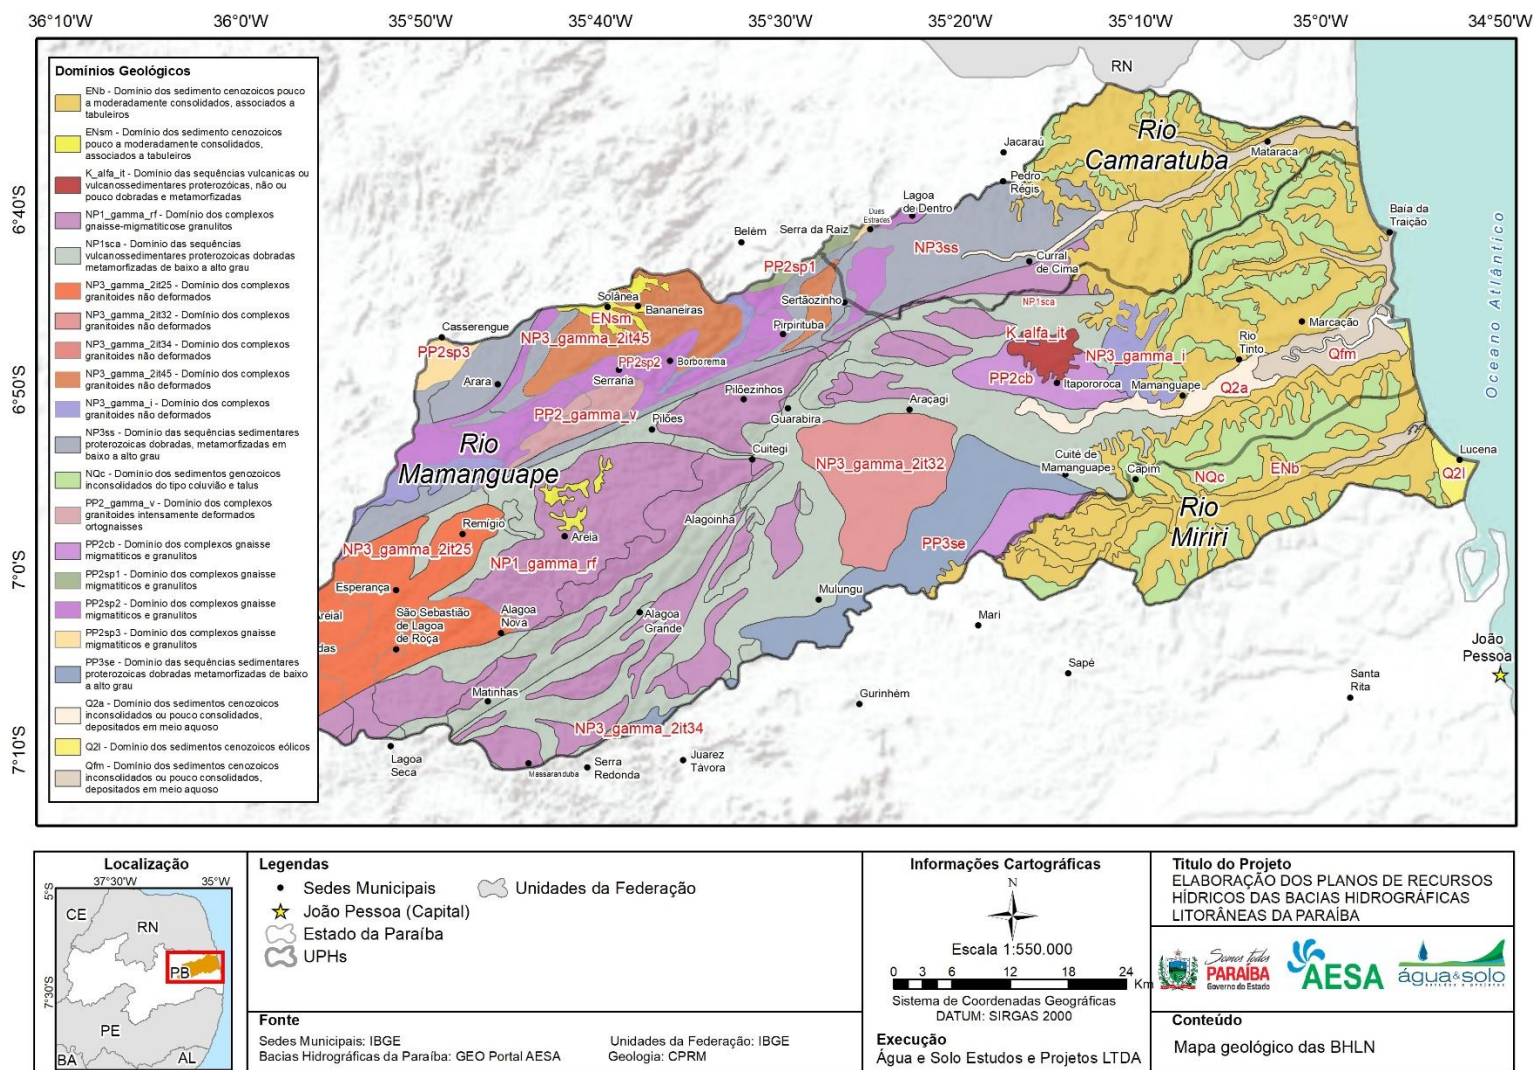 36°10'W 36°0'W 35°50'W 35°40'W 35°30'W 35°20'W 35°10'W 35°0'W 34°50'W
6°40'S
6°50'S
7°0'S
7°10'S
Domínios Geológicos
ENb - Domínio dos sedimento cenozoicos pouco
a moderadamente consolidados, associados a
tabuleiros
ENsm - Domínio dos sedimento cenozoicos
pouco a moderadamente consolidados,
associados a tabuleiros
K_alfa_it - Domínio das sequências vulcanicas ou
vulcanossedimentares proterozóicas, não ou
pouco dobradas e metamorfizadas
NP1_gamma_rf - Domínio dos complexos
gnaisse-migmatiticose granulitos
NP1sca - Domínio das sequências
vulcanossedimentares proterozoicas dobradas
metamorfizadas de baixo a alto grau
NP3_gamma_2it25 - Domínio dos complexos
granitoides não deformados
NP3_gamma_2it32 - Domínio dos complexos
granitoides não deformados
NP3_gamma_2it34 - Domínio dos complexos
granitoides não deformados
NP3_gamma_2it45 - Domínio dos complexos
granitoides não deformados
NP3_gamma_i - Domínio dos complexos
granitoides não deformados
NP3ss - Dominio das sequências sedimentares
proterozoicas dobradas, metamorfizadas em
baixo a alto grau
NQc - Domínio dos sedimentos genozoicos
inconsolidados do tipo coluvião e talus
PP2_gamma_v - Domínio dos complexos
granitoides intensamente deformados
ortognaisses
PP2cb - Domínio dos complexos gnaisse
migmatiticos e granulitos
PP2sp1 - Domínio dos complexos gnaisse
migmatiticos e granulitos
PP2sp2 - Domínio dos complexos gnaisse
migmatiticos e granulitos
PP2sp3 - Domínio dos complexos gnaisse
migmatiticos e granulitos
PP3se - Domínio das sequências sedimentares
proterozoicas dobradas metamorfizadas de baixo
a alto grau
Q2a - Domínio dos sedimentos cenozoicos
inconsolidados ou pouco consolidados,
depositados em meio aquoso
Q2l - Domínio dos sedimentos cenozoicos eólicos
Qfm - Domínio dos sedimentos cenozoicos
inconsolidados ou pouco consolidados,
depositados em meio aquoso
RN
Rio
Camaratuba
Mataraca
Jacaraú
Pedro
Régis
Lagoa
de Dentro
Duas
Estradas
Serra da Raiz
Belém
Baía da
Traição
NP3ss
Curral
de Cima
PP2sp1
Sertãozinho
NP1sca
Solânea
Bananeiras
ENsm
NP3_gamma_2it45
Casserengue
PP2sp3
Pirpirituba
K_alfa_it
NP3_gamma_i
Rio
Tinto
Marcação
Qfm
PP2sp2
Borborema
Serraria
Arara
PP2cb
Itapororoca
Mamanguape
Q2a
Oceano Atlântico
Pilõezinhos
Guarabira
Araçagi
PP2_gamma_v
Pilões
Rio
Mamanguape
Cuitegi
NP3_gamma_2it32
Cuité de
Mamanguape
Capim
NQc
ENb
Lucena
Q2l
Rio
Miriri
Remígio
Areia
Alagoinha
NP3_gamma_2it25
NP1_gamma_rf
PP3se
Esperança
Mulungu
Mari
Areial
São Sebastião
de Lagoa
de Roça
Alagoa
Nova
Alagoa
Grande
das
João
Pessoa
Sapé
Santa
Rita
Matinhas
Gurinhém
NP3_gamma_2it34
Lagoa
Seca
Massaranduba
Serra
Redonda
Juarez
Távora
Localização
37°30'W 35°W
5°S
7°30'S
CE
RN
PB
PE
BA
AL
Legendas
Sedes Municipais
Unidades da Federação
João Pessoa (Capital)
Estado da Paraíba
UPHs
Fonte
Sedes Municipais: IBGE
Unidades da Federação: IBGE
Bacias Hidrográficas da Paraíba: GEO Portal AESA
Geologia: CPRM
Informações Cartográficas
N
Escala 1:550.000
0 3 6 12 18 24
Km
Sistema de Coordenadas Geográficas
DATUM: SIRGAS 2000
Execução
Água e Solo Estudos e Projetos LTDA
Titulo do Projeto
ELABORAÇÃO DOS PLANOS DE RECURSOS
HÍDRICOS DAS BACIAS HIDROGRÁFICAS
LITORÂNEAS DA PARAÍBA
Somos todos
PARAÍBA
Governo do Estado
AESA
água&solo
estudos e projetos
Conteúdo
Mapa geológico das BHLN